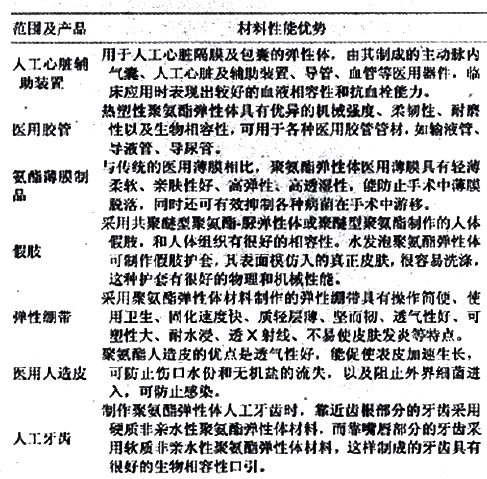 范围及产品 材料性能优势
人工心脏辅助装置 用于人工心脏隔膜及包囊的弹性体，由其制成的主动脉内
气囊、人工心脏及辅助装置、导管、血管等医用器件，临
床应用时表现出较好的血液相容性和抗血栓能力。
医用胶管 热塑性聚氨酯弹性体具有优异的机械强度、柔韧性、耐磨
性以及生物相容性，可用于各种医用胶管管材，如输液管、
导液管、导尿管。
氨酯薄膜制品 与传统的医用薄膜相比，聚氨酯弹性体医用薄膜具有轻薄
柔软、亲肤性好、高弹性、高透湿性，能防止手术中薄膜
脱落，同时还可有效抑制各种病菌在手术中游移。
假肢 采用共聚醚型聚氨酯-脲弹性体或聚醚型聚氨酯制作的人体
假肢，和人体组织有很好的相容性。水发泡聚氨酯弹性体
可制作假肢护套，其表面模仿人的真正皮肤，很容易洗涤，
这种护套有很好的物理和机械性能。
弹性绷带 采用聚氨酯弹性体材料制作的弹性绷带具有操作简便、使
用卫生、固化速度快、质轻层薄、坚而韧、透气性好、可
塑性大、耐水浸、透X射线、不易使皮肤发炎等特点。
医用人造皮 聚氨酯人造皮的优点是透气性好，能促使表皮加速生长，
可防止伤口水份和无机盐的流失，以及阻止外界细菌进
入，可防止感染。
人工牙齿 制作聚氨酯弹性体人工牙齿时，靠近齿根部分的牙齿采用
硬质非亲水性聚氨酯弹性体材料，而靠嘴唇部分的牙齿采
用软质非亲水性聚氨酯弹性体材料，这样制成的牙齿具有
很好的生物相容性口引。